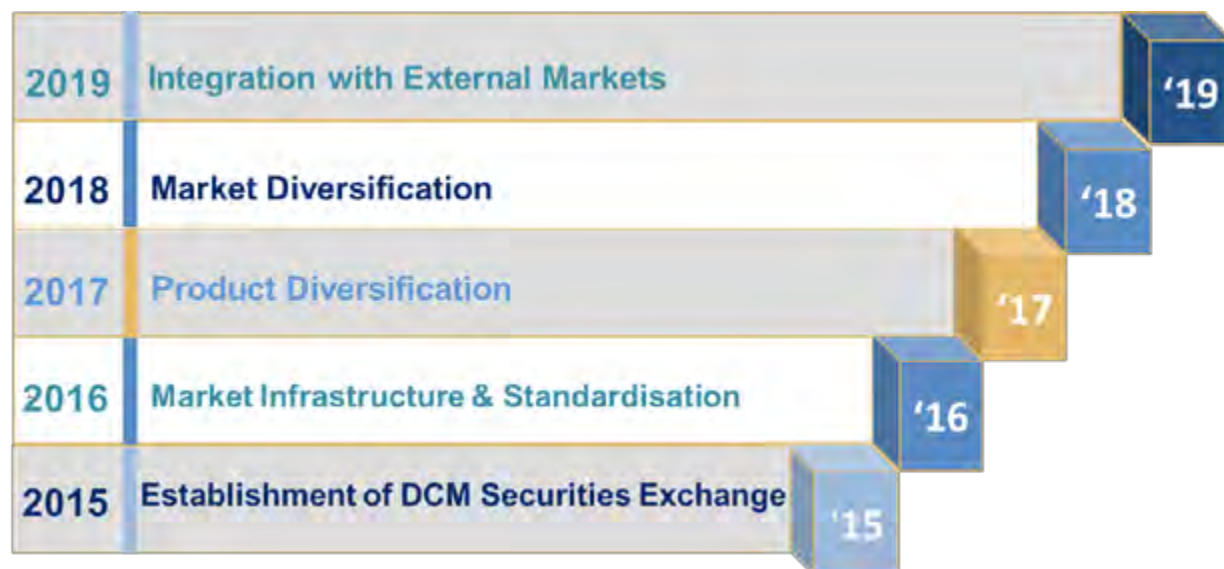 2019 Integration with External Markets '19
2018 Market Diversification '18
2017 Product Diversification '17
2016 Market Infrastructure & Standardisation '16
2015 Establishment of DCM Securities Exchange '15